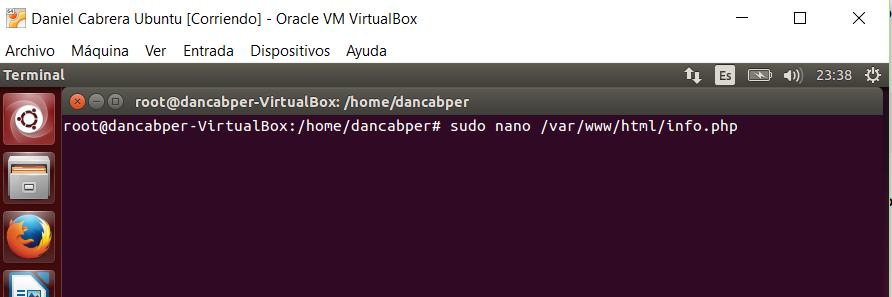 Daniel Cabrera Ubuntu [Corriendo] - Oracle VM VirtualBox
Archivo Máquina Ver Entrada Dispositivos Ayuda
Terminal Es 23:38
root@dancabper-VirtualBox: /home/dancabper
root@dancabper-VirtualBox:/home/dancabper# sudo nano /var/www/html/info.php